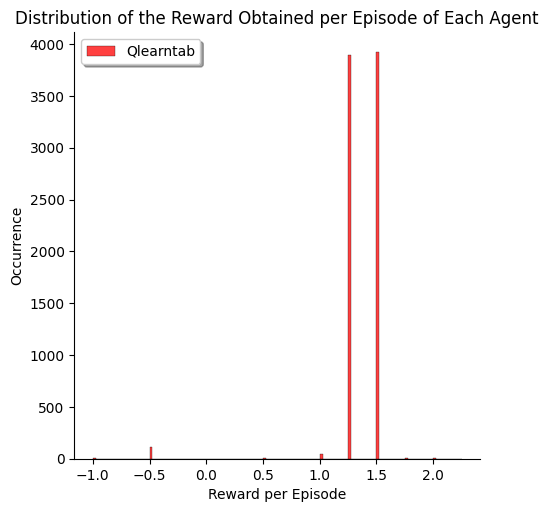 Distribution of the Reward Obtained per Episode of Each Agent
Qlearntab
4000
3500
3000
2500
2000
1500
1000
500
0
Occurrence
−1.0 −0.5 0.0 0.5 1.0 1.5 2.0
Reward per Episode